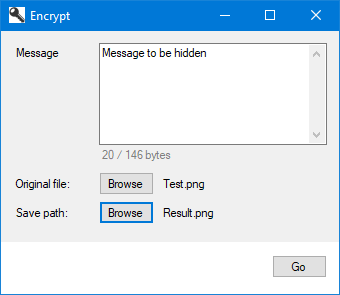 Encrypt
Message
Message to be hidden
20 / 146 bytes
Original file: Browse Test.png
Save path: Browse Result.png
Go